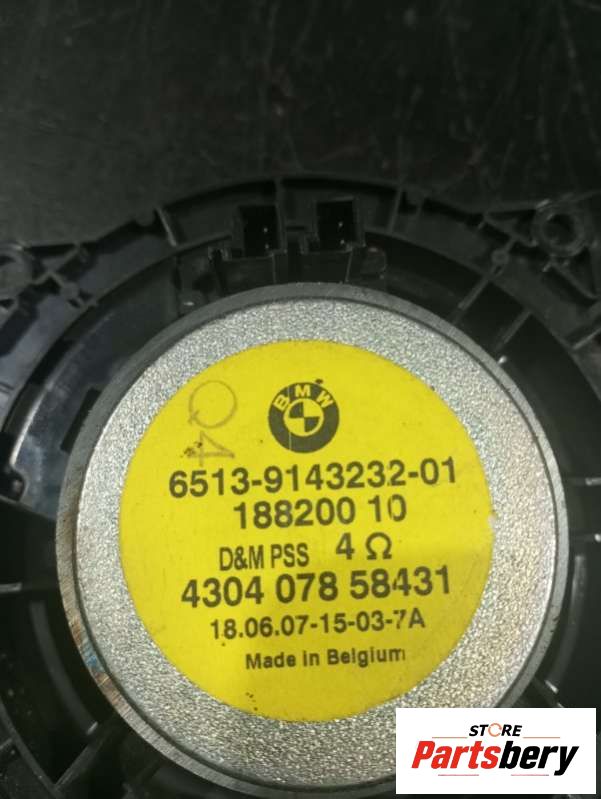 BMW
Q4
6513-9143232-01
188200 10
D&M PSS 4 Ω
4304 078 58431
18.06.07-15-03-7A
Made in Belgium
STORE
Partsbery